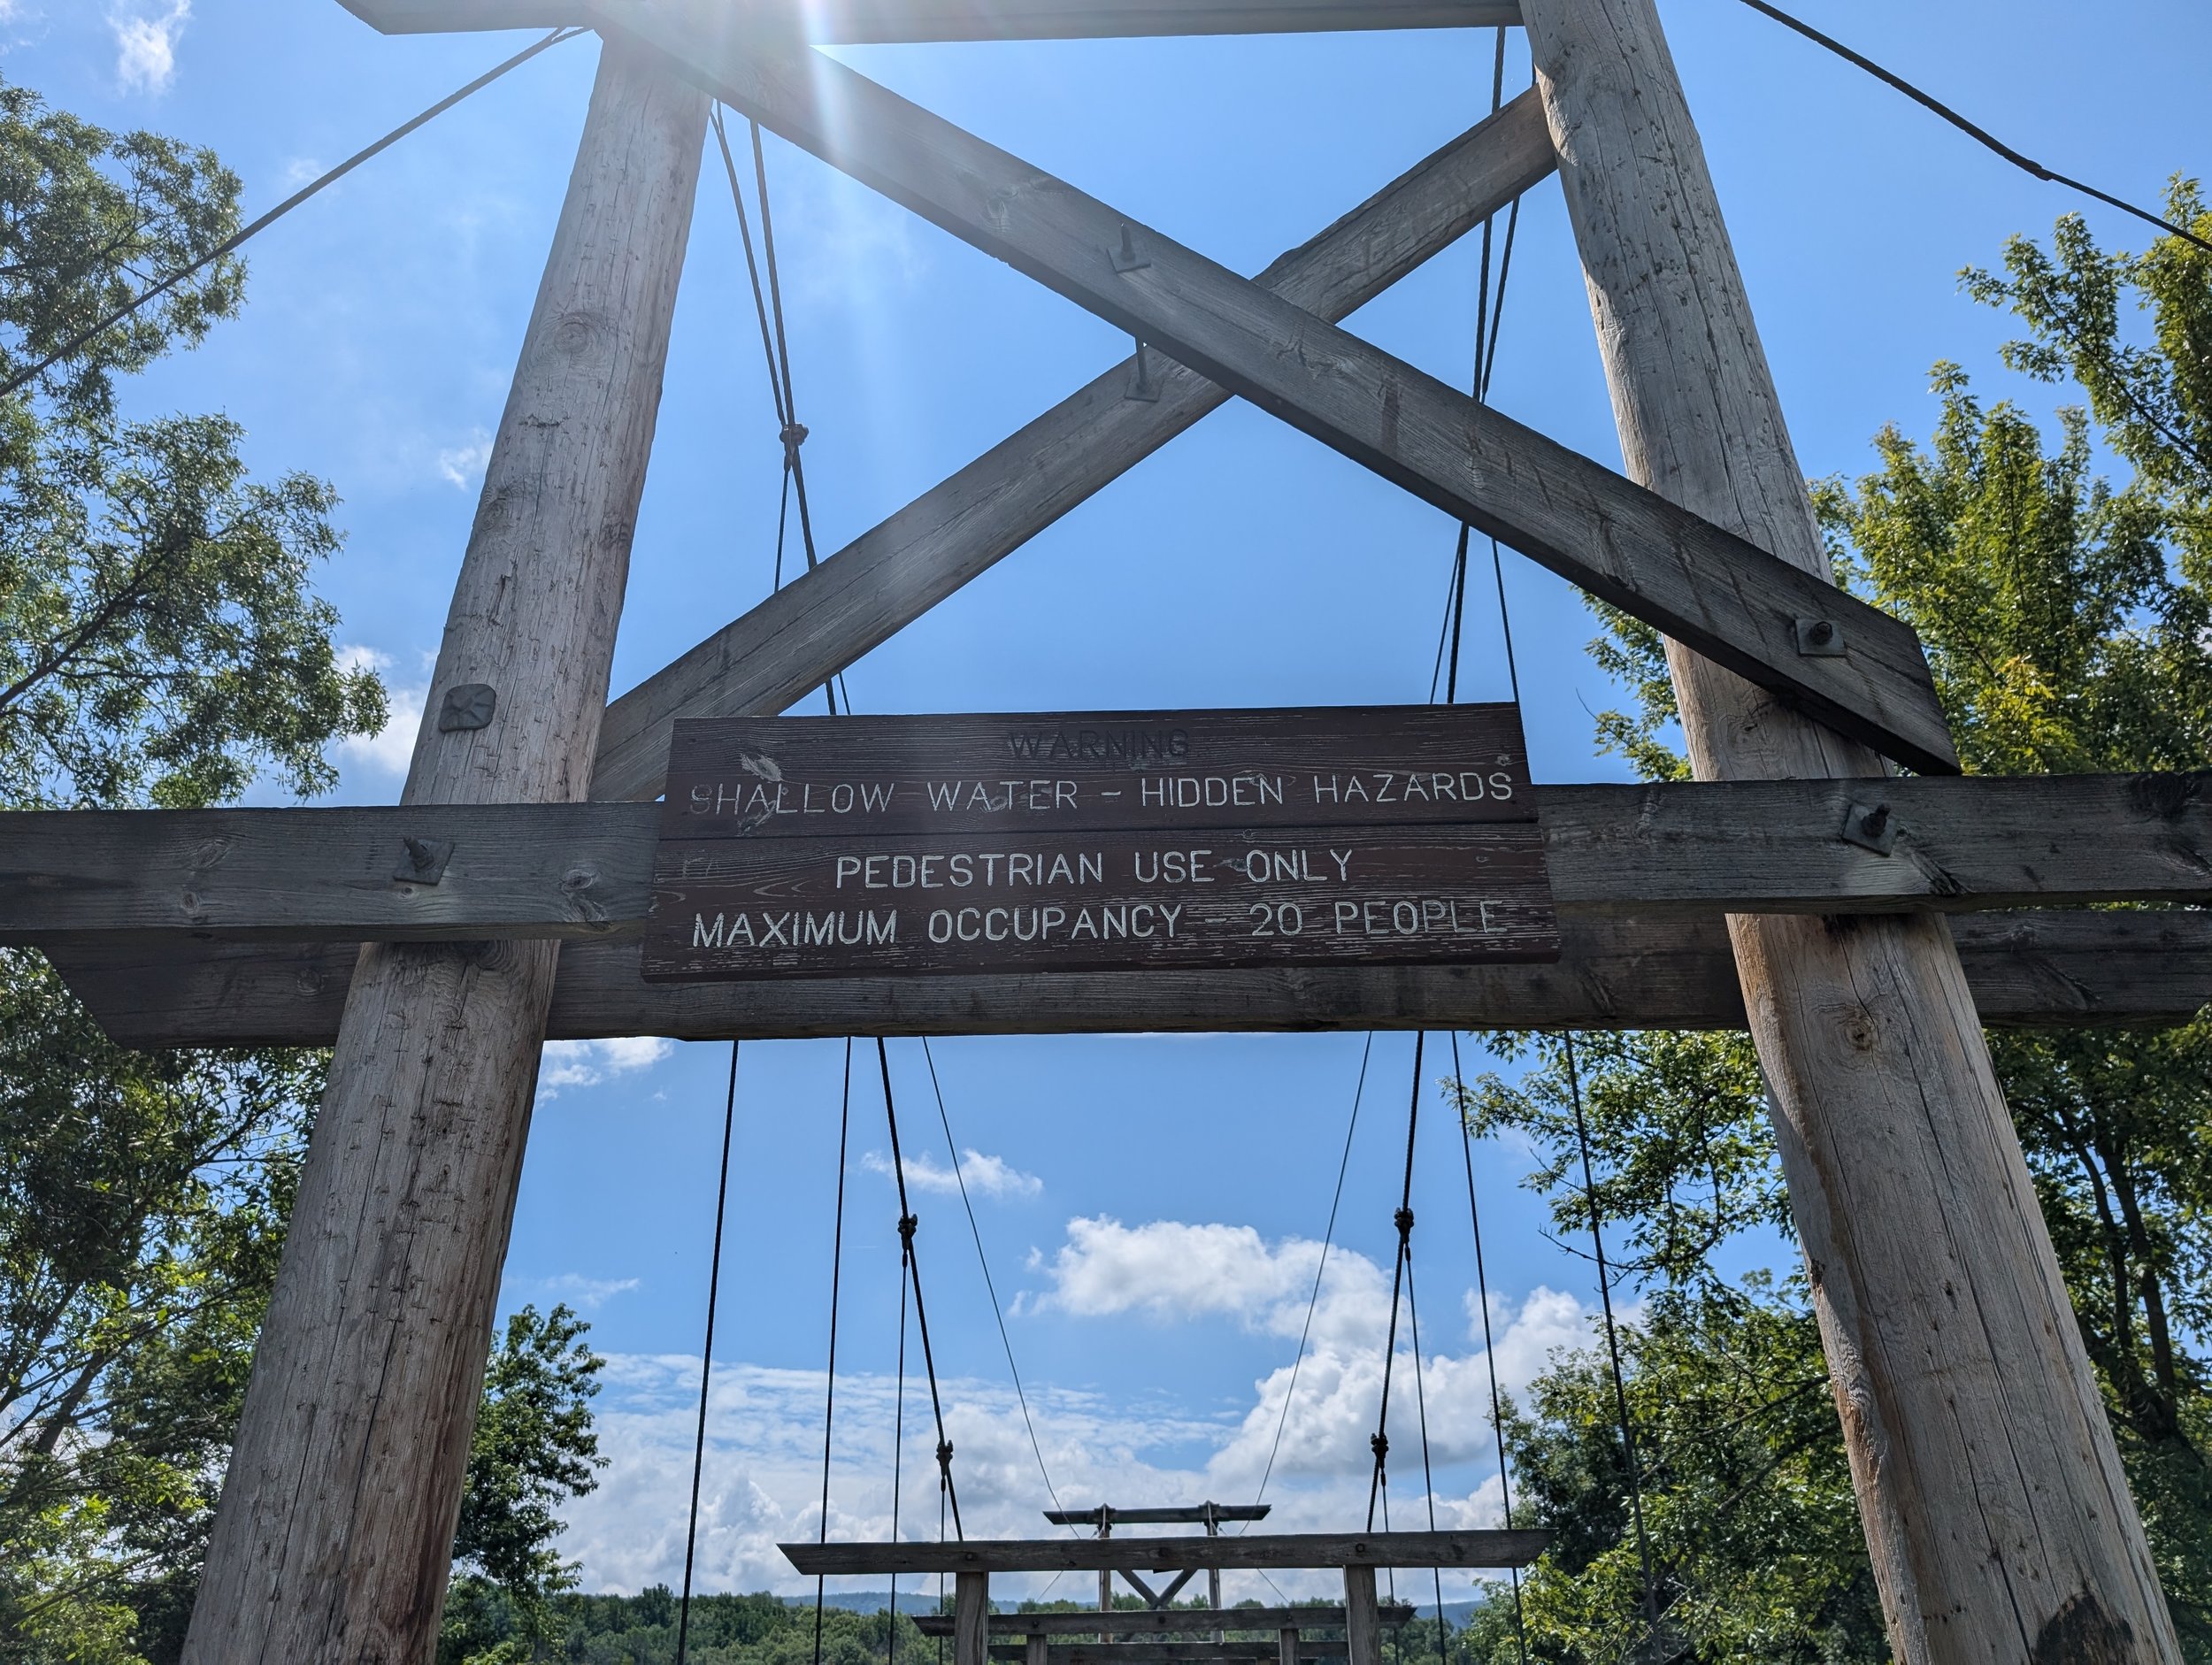 WARNING
SHALLOW WATER - HIDDEN HAZARDS
PEDESTRIAN USE ONLY
MAXIMUM OCCUPANCY - 20 PEOPLE